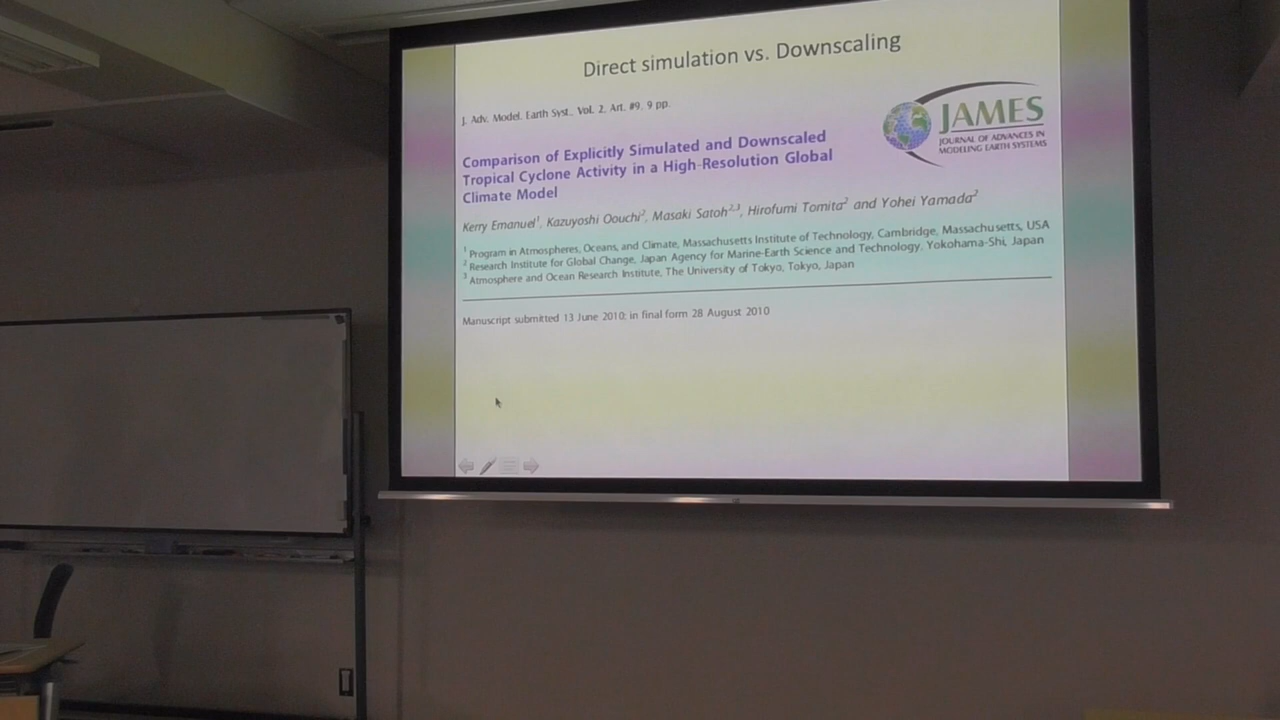 Direct simulation vs. Downscaling
J. Adv. Model. Earth Syst., Vol. 2, Art. #9, 9 pp.
JAMES
JOURNAL OF ADVANCES IN
MODELING EARTH SYSTEMS
Comparison of Explicitly Simulated and Downscaled
Tropical Cyclone Activity in a High-Resolution Global
Climate Model
Kerry Emanuel¹, Kazuyoshi Oouchi², Masaki Satoh²,³, Hirofumi Tomita² and Yohei Yamada²
¹ Program in Atmospheres, Oceans, and Climate, Massachusetts Institute of Technology, Cambridge, Massachusetts, USA
² Research Institute for Global Change, Japan Agency for Marine-Earth Science and Technology, Yokohama-Shi, Japan
³ Atmosphere and Ocean Research Institute, The University of Tokyo, Tokyo, Japan
Manuscript submitted 13 June 2010; in final form 28 August 2010